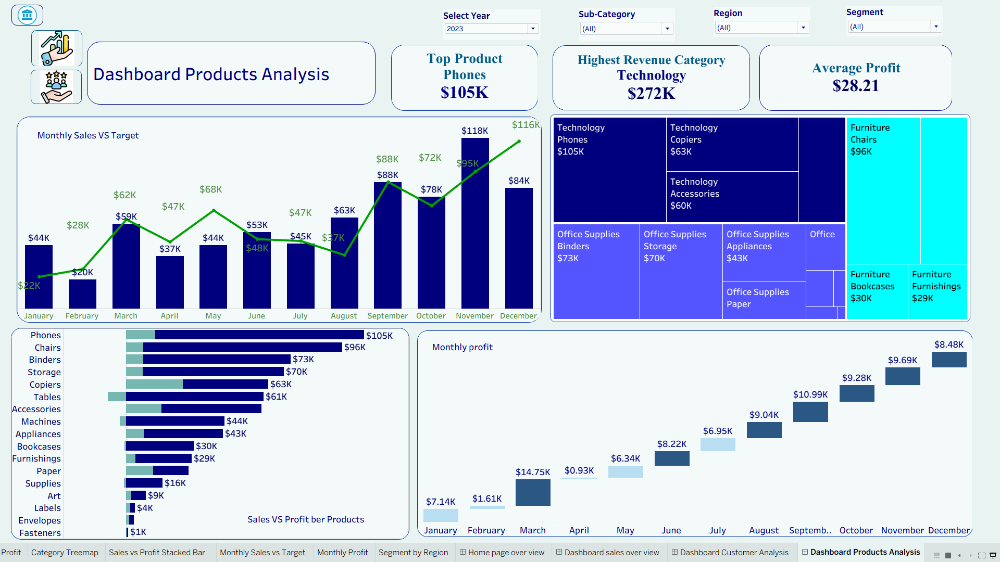 Select Year
2023
Sub-Category
(All)
Region
(All)
Segment
(All)
Dashboard Products Analysis
Top Product
Phones
$105K
Highest Revenue Category
Technology
$272K
Average Profit
$28.21
Monthly Sales VS Target
$44K
$20K
$59K
$37K
$44K
$53K
$45K
$63K
$88K
$78K
$118K
$84K
$22K
$28K
$62K
$47K
$68K
$48K
$47K
$37K
$88K
$72K
$95K
$116K
January
February
March
April
May
June
July
August
September
October
November
December
Technology
Phones
$105K
Technology
Copiers
$63K
Technology
Accessories
$60K
Office Supplies
Binders
$73K
Office Supplies
Storage
$70K
Office Supplies
Appliances
$43K
Office Supplies
Paper
Office
Furniture
Chairs
$96K
Furniture
Bookcases
$30K
Furniture
Furnishings
$29K
Phones $105K
Chairs $96K
Binders $73K
Storage $70K
Copiers $63K
Tables $61K
Accessories
Machines $44K
Appliances $43K
Bookcases $30K
Furnishings $29K
Paper
Supplies $16K
Art $9K
Labels $4K
Envelopes
Fasteners $1K
Sales VS Profit ber Products
Monthly profit
$7.14K
$1.61K
$14.75K
$0.93K
$6.34K
$8.22K
$6.95K
$9.04K
$10.99K
$9.28K
$9.69K
$8.48K
January
February
March
April
May
June
July
August
Septemb..
October
November
December
Profit
Category Treemap
Sales vs Profit Stacked Bar
Monthly Sales vs Target
Monthly Profit
Segment by Region
Home page over view
Dashboard sales over view
Dashboard Customer Analysis
Dashboard Products Analysis